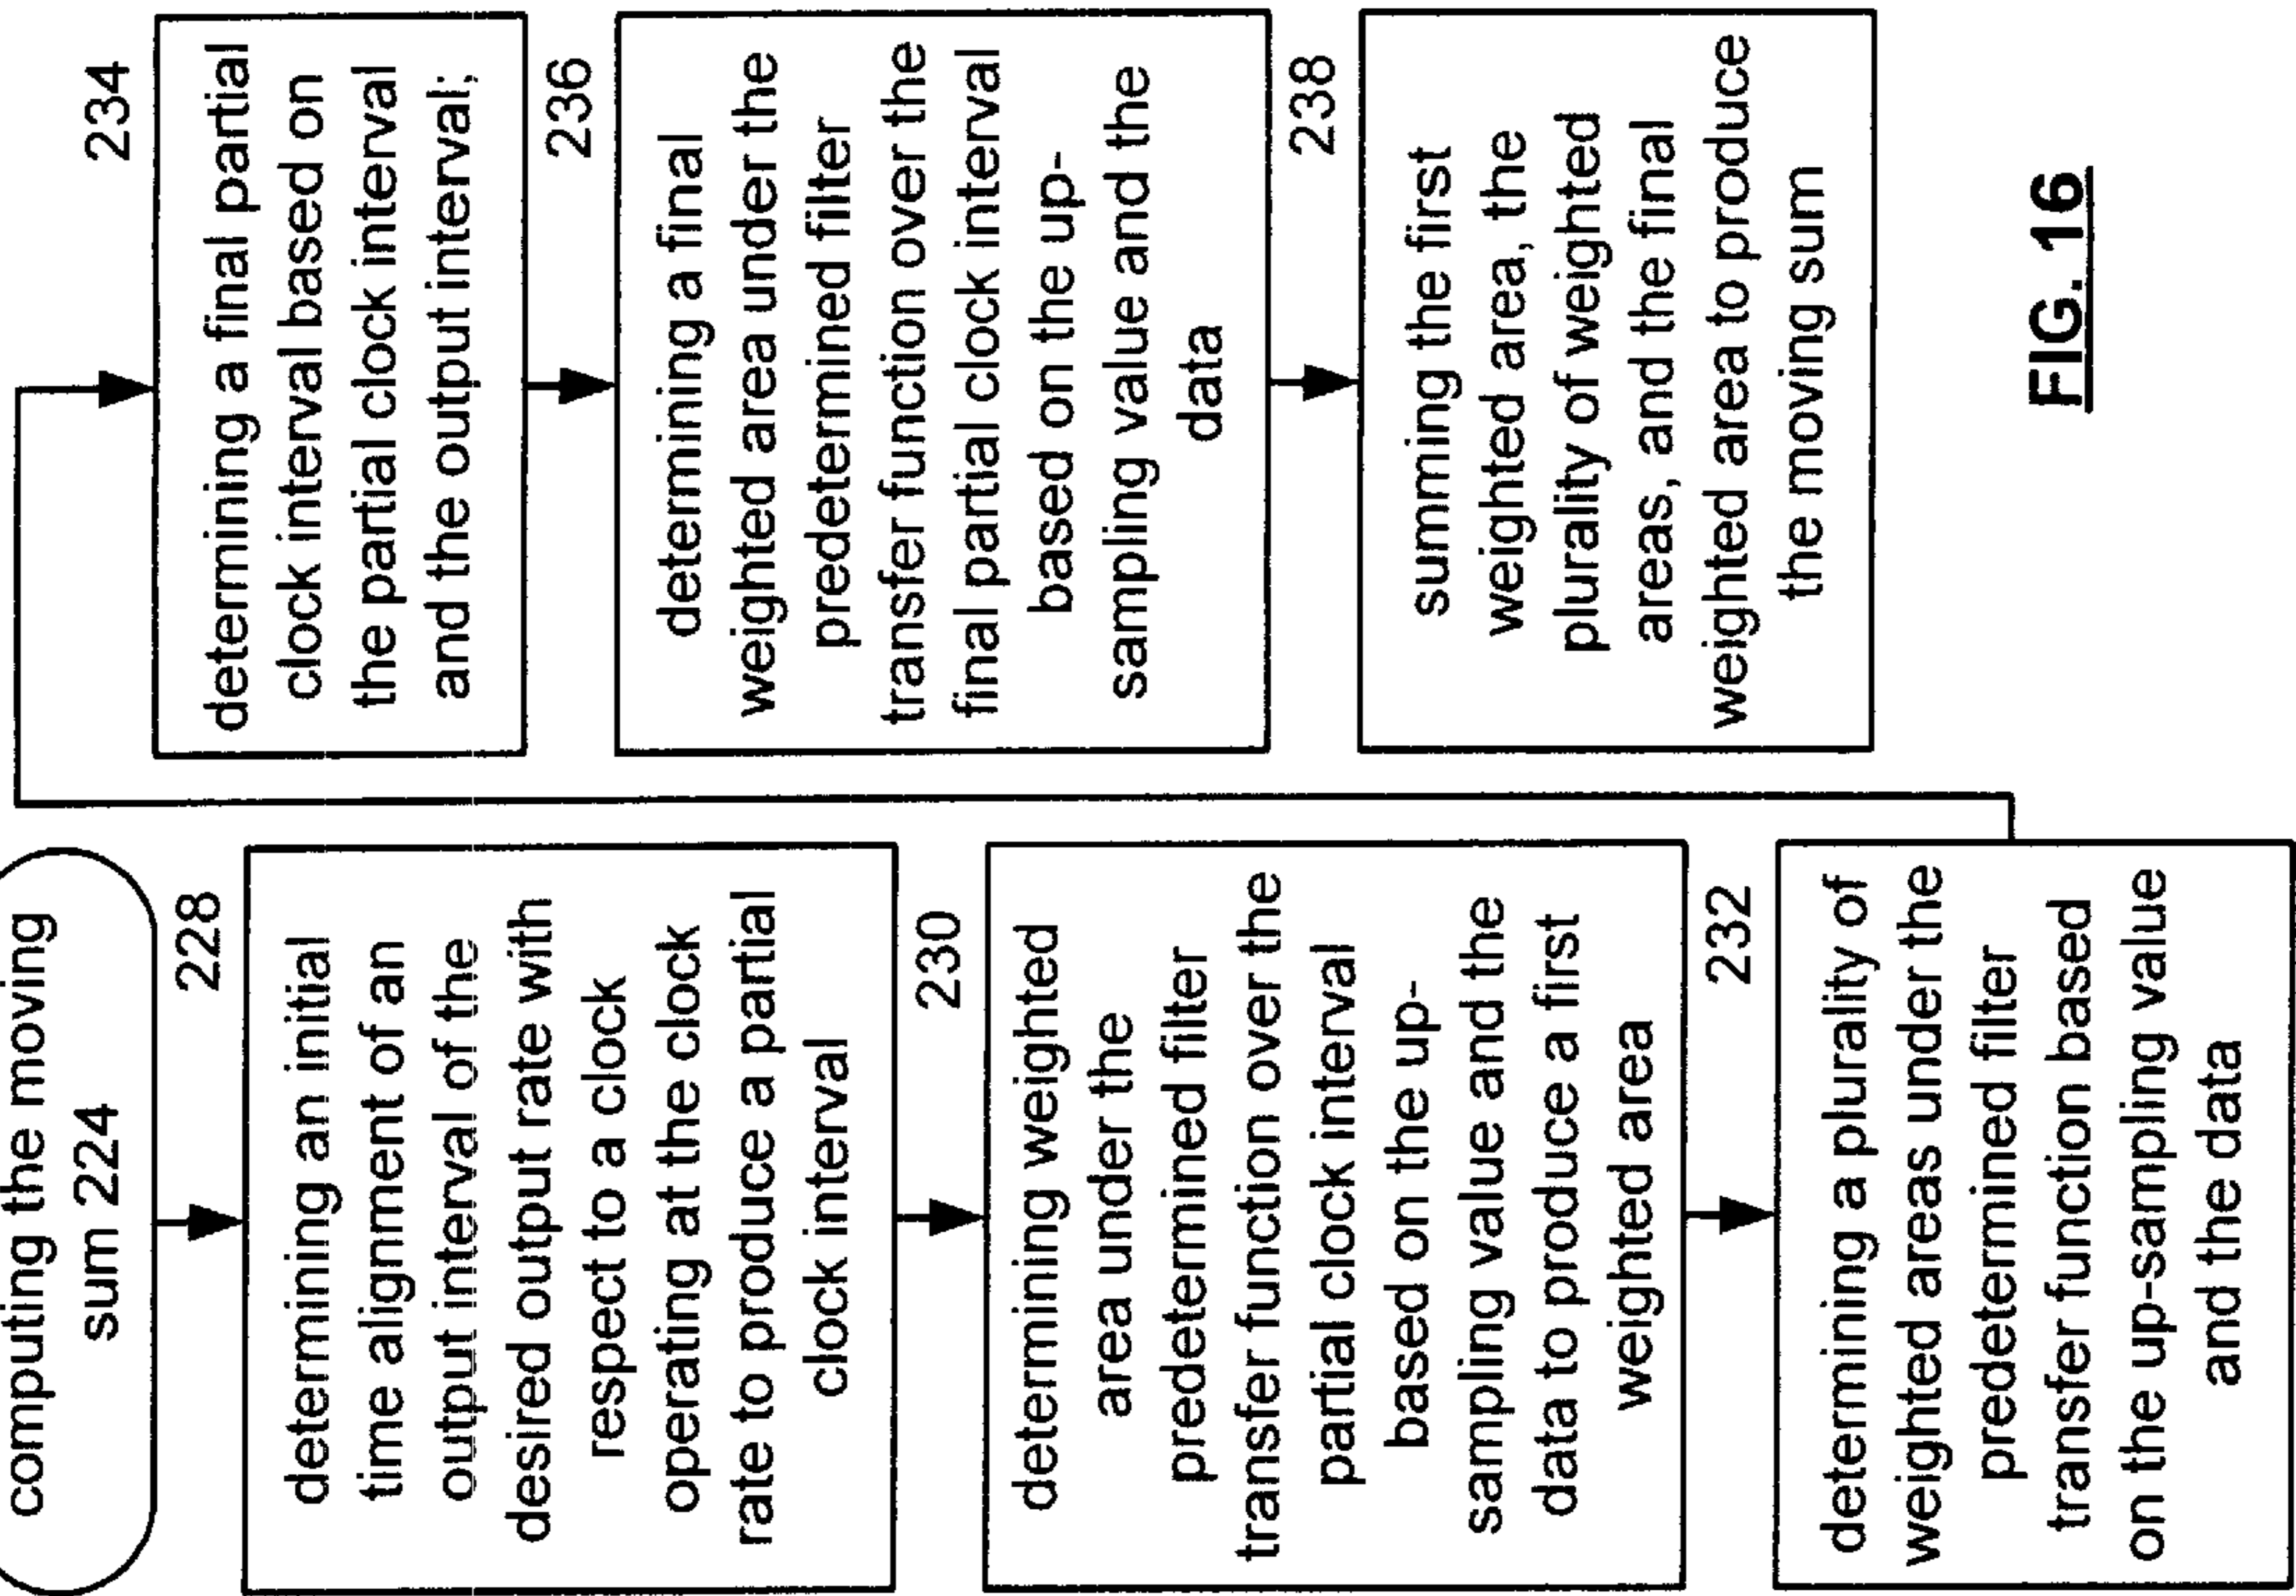 computing the moving
sum 224
228
determining an initial
time alignment of an
output interval of the
desired output rate with
respect to a clock
operating at the clock
rate to produce a partial
clock interval
230
determining weighted
area under the
predetermined filter
transfer function over the
partial clock interval
based on the up-
sampling value and the
data to produce a first
weighted area
232
determining a plurality of
weighted areas under the
predetermined filter
transfer function based
on the up-sampling value
and the data
234
determining a final partial
clock interval based on
the partial clock interval
and the output interval;
236
determining a final
weighted area under the
predetermined filter
transfer function over the
final partial clock interval
based on the up-
sampling value and the
data
238
summing the first
weighted area, the
plurality of weighted
areas, and the final
weighted area to produce
the moving sum
FIG. 16